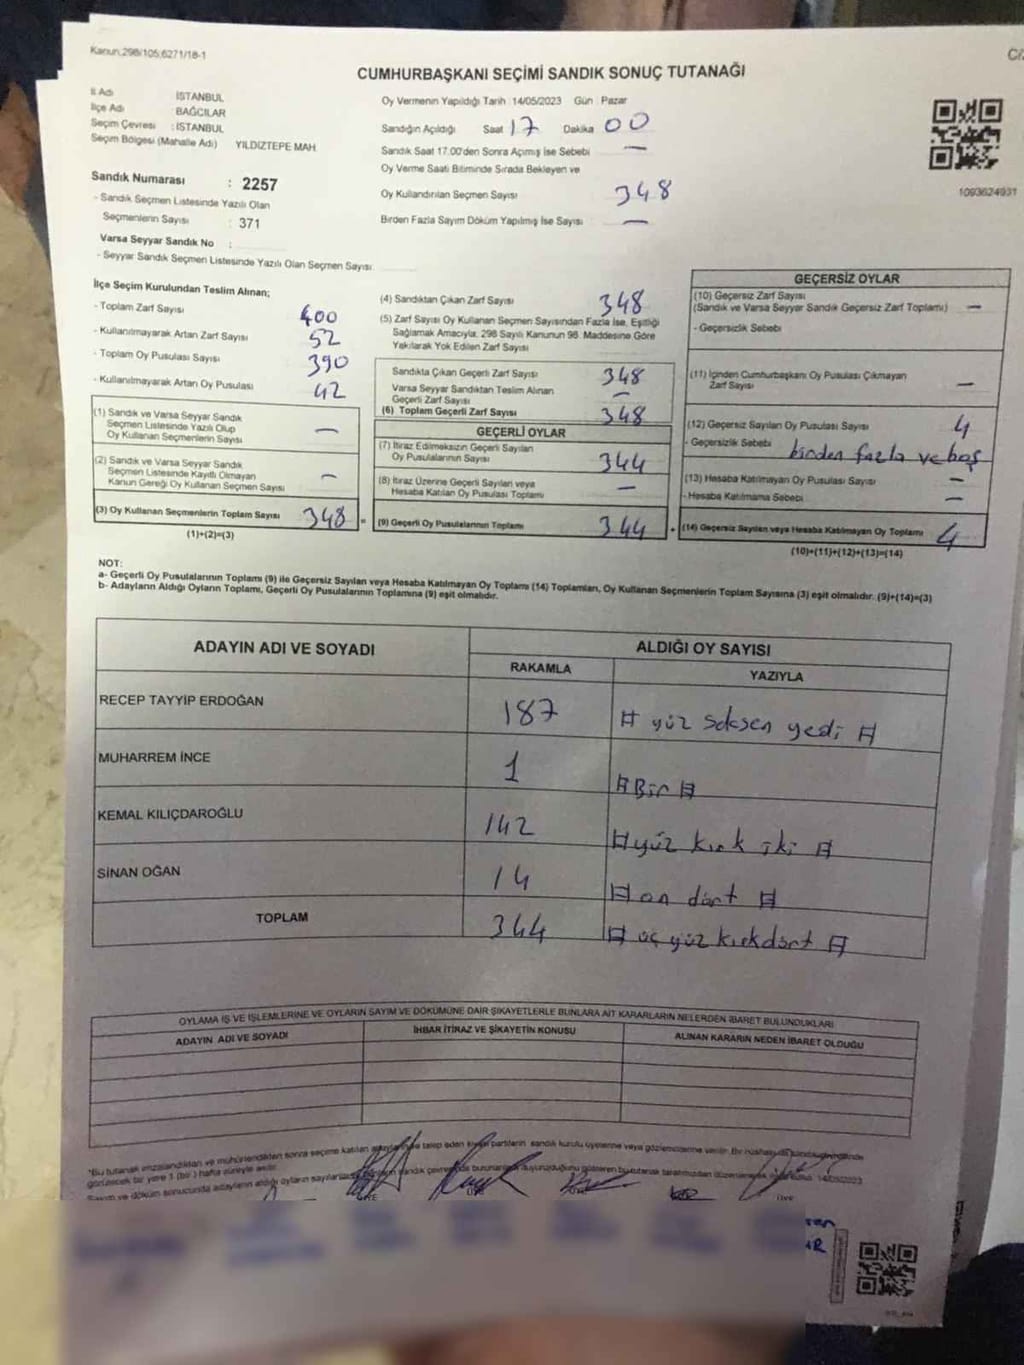 Kanun:298/105,6271/18-1
CUMHURBAŞKANI SEÇİMİ SANDIK SONUÇ TUTANAĞI
İl Adı İSTANBUL
İlçe Adı BAĞCILAR
Seçim Çevresi : İSTANBUL
Seçim Bölgesi (Mahalle Adı) YILDIZTEPE MAH.
Sandık Numarası : 2257
- Sandık Seçmen Listesinde Yazılı Olan
Seçmenlerin Sayısı : 371
Varsa Seyyar Sandık No :
- Seyyar Sandık Seçmen Listesinde Yazılı Olan Seçmen Sayısı
Oy Vermenin Yapıldığı Tarih : 14/05/2023 Gün : Pazar
Sandığın Açıldığı Saat 17 Dakika 00
Sandık Saat 17.00'den Sonra Açımış İse Sebebi —
Oy Verme Saati Bitiminde Sırada Bekleyen ve
Oy Kullandırılan Seçmen Sayısı 348
Birden Fazla Sayım Döküm Yapılmış İse Sayısı —
1093624931
İlçe Seçim Kurulundan Teslim Alınan;
- Toplam Zarf Sayısı 400
- Kullanılmayarak Artan Zarf Sayısı 52
- Toplam Oy Pusulası Sayısı 390
- Kullanılmayarak Artan Oy Pusulası 42
(1) Sandık ve Varsa Seyyar Sandık
Seçmen Listesinde Yazılı Olup
Oy Kullanan Seçmenlerin Sayısı —
(2) Sandık ve Varsa Seyyar Sandık
Seçmen Listesinde Kayıtlı Olmayan
Kanun Gereği Oy Kullanan Seçmen Sayısı —
(3) Oy Kullanan Seçmenlerin Toplam Sayısı 348
(1)+(2)=(3)
(4) Sandıktan Çıkan Zarf Sayısı 348
(5) Zarf Sayısı Oy Kullanan Seçmen Sayısından Fazla İse, Eşitliği
Sağlamak Amacıyla; 298 Sayılı Kanunun 98. Maddesine Göre
Yakılarak Yok Edilen Zarf Sayısı
Sandıkta Çıkan Geçerli Zarf Sayısı 348
Varsa Seyyar Sandıktan Teslim Alınan
Geçerli Zarf Sayısı —
(6) Toplam Geçerli Zarf Sayısı 348
GEÇERLİ OYLAR
(7) İtiraz Edilmeksizin Geçerli Sayılan
Oy Pusulalarının Sayısı 344
(8) İtiraz Üzerine Geçerli Sayılan veya
Hesaba Katılan Oy Pusulası Toplamı —
= (9) Geçerli Oy Pusulalarının Toplamı 344
GEÇERSİZ OYLAR
(10) Geçersiz Zarf Sayısı
(Sandık ve Varsa Seyyar Sandık Geçersiz Zarf Toplamı) —
- Geçersizlik Sebebi
(11) İçinden Cumhurbaşkanı Oy Pusulası Çıkmayan
Zarf Sayısı —
(12) Geçersiz Sayılan Oy Pusulası Sayısı 4
- Geçersizlik Sebebi birden fazla ve boş
(13) Hesaba Katılmayan Oy Pusulası Sayısı —
- Hesaba Katılmama Sebebi —
+ (14) Geçersiz Sayılan veya Hesaba Katılmayan Oy Toplamı 4
(10)+(11)+(12)+(13)=(14)
NOT:
a- Geçerli Oy Pusulalarının Toplamı (9) ile Geçersiz Sayılan veya Hesaba Katılmayan Oy Toplamı (14) Toplamları, Oy Kullanan Seçmenlerin Toplam Sayısına (3) eşit olmalıdır. (9)+(14)=(3)
b- Adayların Aldığı Oyların Toplamı, Geçerli Oy Pusulalarının Toplamına (9) eşit olmalıdır.
ADAYIN ADI VE SOYADI ALDIĞI OY SAYISI
RAKAMLA YAZIYLA
RECEP TAYYİP ERDOĞAN 187 # yüz seksen yedi #
MUHARREM İNCE 1 # Bir #
KEMAL KILIÇDAROĞLU 142 # yüz kırk iki #
SİNAN OĞAN 14 # on dört #
TOPLAM 344 # üç yüz kırkdört #
OYLAMA İŞ VE İŞLEMLERİNE VE OYLARIN SAYIM VE DÖKÜMÜNE DAİR ŞİKAYETLERLE BUNLARA AİT KARARLARIN NELERDEN İBARET BULUNDUKLARI
ADAYIN ADI VE SOYADI İHBAR İTİRAZ VE ŞİKAYETİN KONUSU ALINAN KARARIN NEDEN İBARET OLDUĞU
*Bu tutanak imzalandıktan ve mühürlendikten sonra seçime katılan talep eden siyasi partilerin sandık kurulu üyelerine veya gözlemcilerine verilir. Bir nüshası da
görülecek bir yere 1 (bir) hafta süreyle asılır.
Sayım ve döküm sonucunda adayların aldığı oyların 14/05/2023
ÜYE